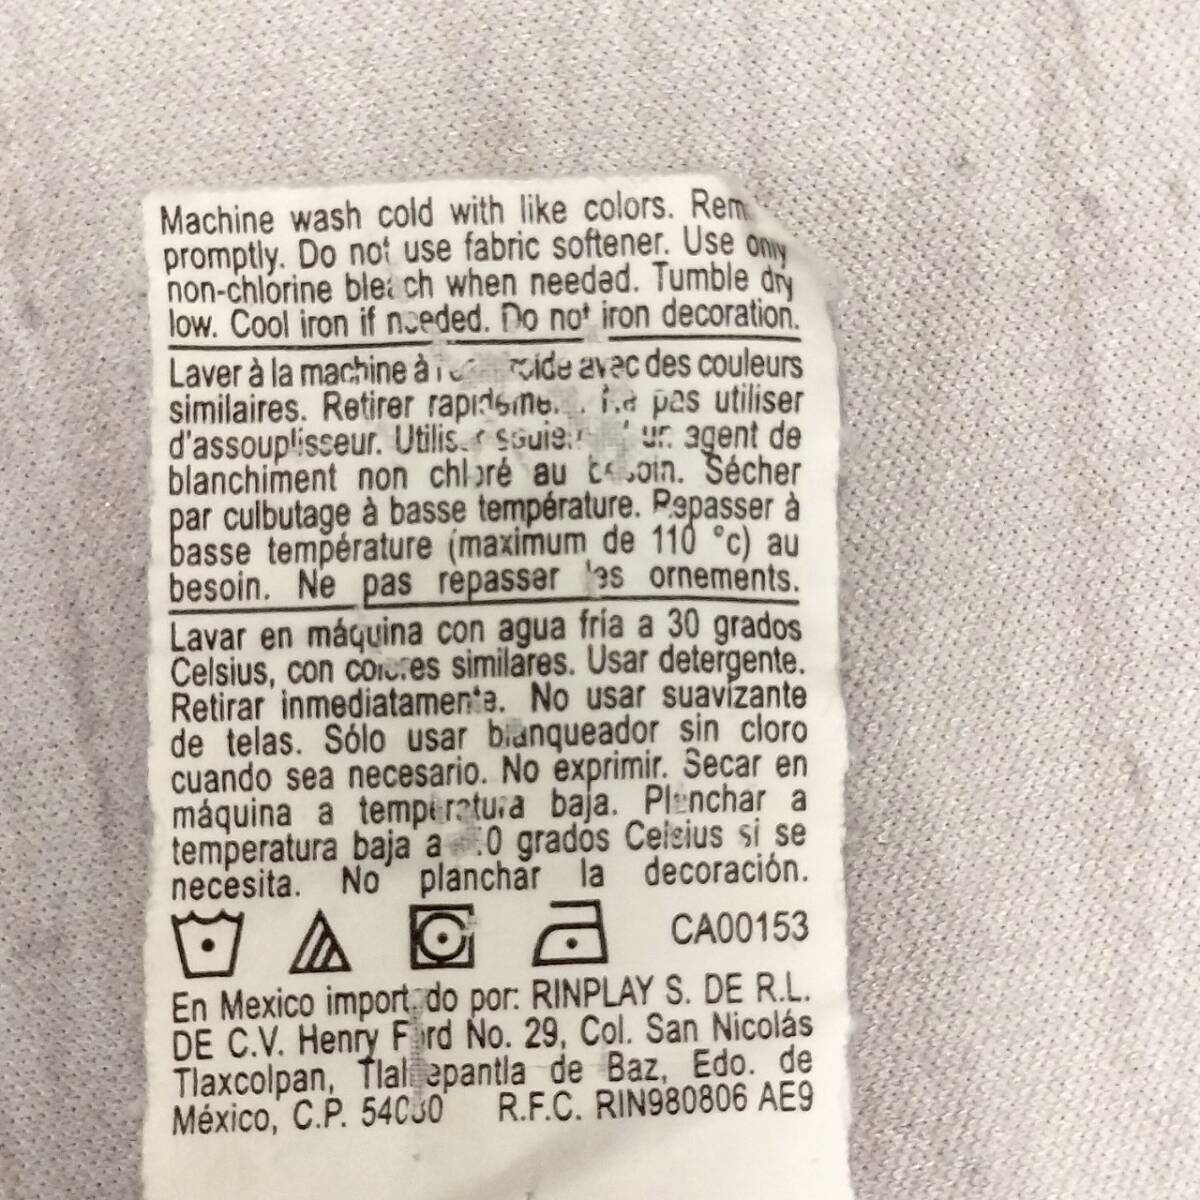 Machine wash cold with like colors.
promptly. Do not use fabric softener. Use only
non-chlorine bleach when needed. Tumble dry
low. Cool iron if needed. Do not iron decoration.
Laver à la machine à avec des couleurs
similaires. Retirer rapidement. Ne pas utiliser
d'assouplisseur. Utiliser un agent de
blanchiment non chloré au besoin. Sécher
par culbutage à basse température. Repasser à
basse température (maximum de 110 °c) au
besoin. Ne pas repasser les ornements.
Lavar en máquina con agua fría a 30 grados
Celsius, con colores similares. Usar detergente.
Retirar inmediatamente. No usar suavizante
de telas. Sólo usar blanqueador sin cloro
cuando sea necesario. No exprimir. Secar en
máquina a temperatura baja. Planchar a
temperatura baja a grados Celsius si se
necesita. No planchar la decoración.
CA00153
En Mexico importado por: RINPLAY S. DE R.L.
DE C.V. Henry Ford No. 29, Col. San Nicolás
Tlaxcolpan, Tlalnepantla de Baz, Edo. de
México, C.P. 54030 R.F.C. RIN980806 AE9